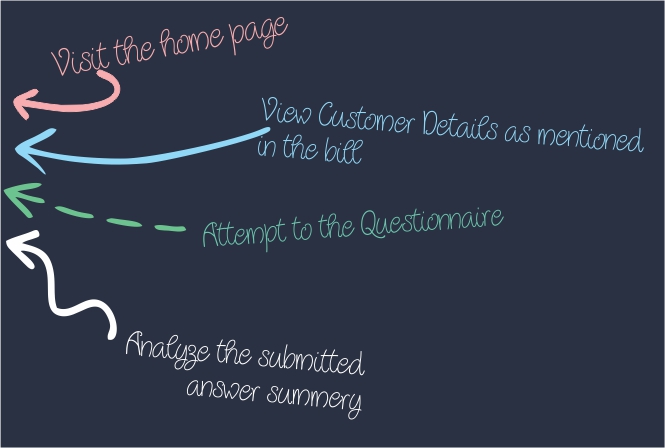 Visit the home page
View Customer Details as mentioned
in the bill
Attempt to the Questionnaire
Analyze the submitted
answer summery